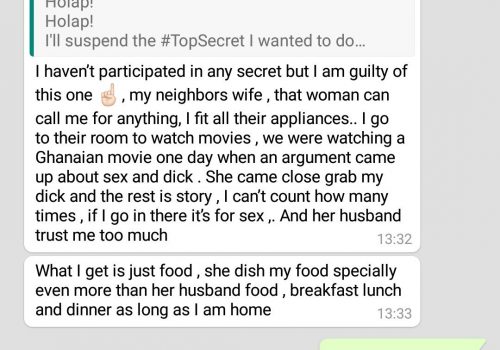 Holap!
Holap!
I'll suspend the #TopSecret I wanted to do…
I haven't participated in any secret but I am guilty of
this one ☝🏻 , my neighbors wife , that woman can
call me for anything, I fit all their appliances.. I go
to their room to watch movies , we were watching a
Ghanaian movie one day when an argument came
up about sex and dick . She came close grab my
dick and the rest is story , I can't count how many
times , if I go in there it's for sex ,. And her husband
trust me too much
13:32
What I get is just food , she dish my food specially
even more than her husband food , breakfast lunch
and dinner as long as I am home
13:33